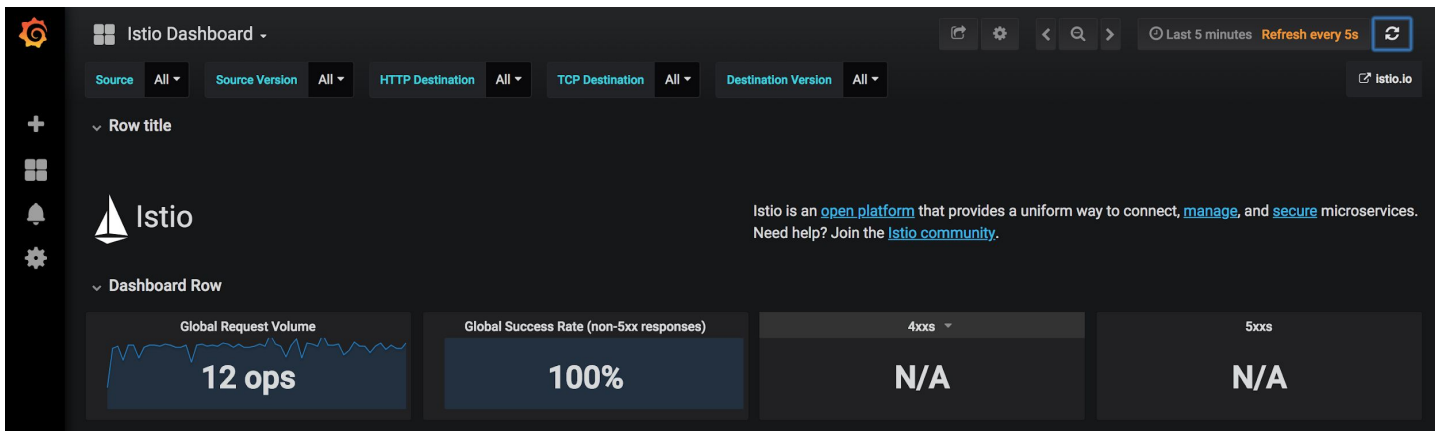 Istio Dashboard
Last 5 minutes Refresh every 5s
Source All Source Version All HTTP Destination All TCP Destination All Destination Version All istio.io
Row title
Istio
Istio is an open platform that provides a uniform way to connect, manage, and secure microservices.
Need help? Join the Istio community.
Dashboard Row
Global Request Volume
12 ops
Global Success Rate (non-5xx responses)
100%
4xxs
N/A
5xxs
N/A